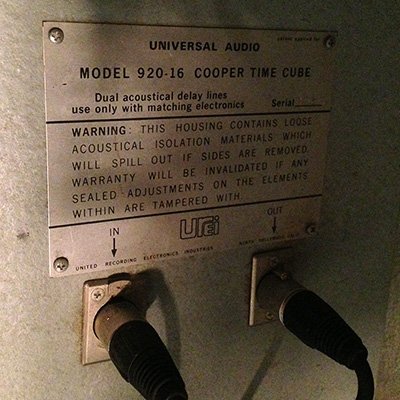 patent applied for
UNIVERSAL AUDIO
MODEL 920-16 COOPER TIME CUBE
Dual acoustical delay lines
use only with matching electronics Serial
WARNING: THIS HOUSING CONTAINS LOOSE
ACOUSTICAL ISOLATION MATERIALS WHICH
WILL SPILL OUT IF SIDES ARE REMOVED.
WARRANTY WILL BE INVALIDATED IF ANY
SEALED ADJUSTMENTS ON THE ELEMENTS
WITHIN ARE TAMPERED WITH.
IN
UREI
OUT
UNITED RECORDING ELECTRONICS INDUSTRIES NORTH HOLLYWOOD, CALIF.